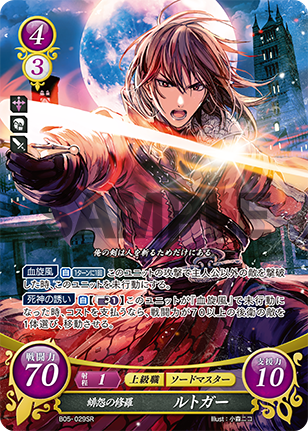 4
3
SAMPLE
俺の剣は人を斬るためだけにある
血旋風 自 1ターンに1回 このユニットの攻撃で主人公以外の敵を撃破した時、このユニットを未行動にする。
死神の誘い 自 【1】 このユニットが『血旋風』で未行動になった時、コストを支払うなら、戦闘力が70以上の後衛の敵を1体選び、移動させる。
戦闘力
70
射程 1
上級職
ソードマスター
支援力
10
ルトガー
B05-029SR
Illust:小森ニコ